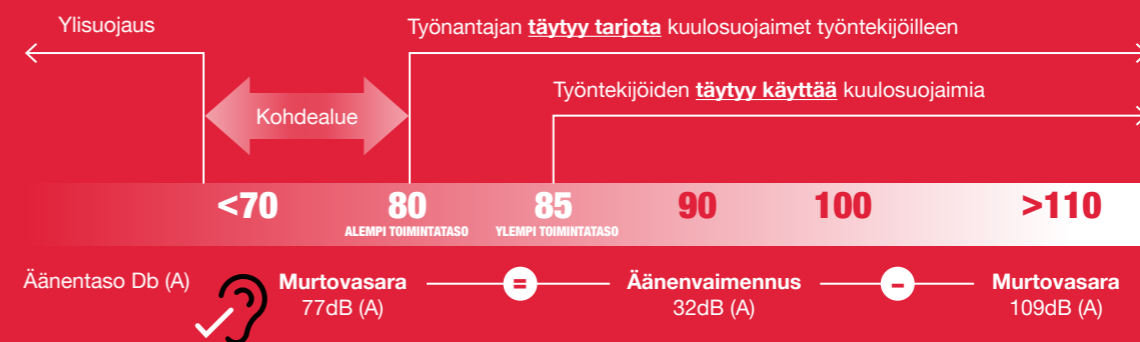 Ylisuojaus
Työnantajan täytyy tarjota kuulosuojaimet työntekijöilleen
Kohdealue
Työntekijöiden täytyy käyttää kuulosuojaimia
<70 80 85 90 100 >110
ALEMPI TOIMINTATASO YLEMPI TOIMINTATASO
Äänentaso Db (A)
Murtovasara = Äänenvaimennus - Murtovasara
77dB (A) 32dB (A) 109dB (A)